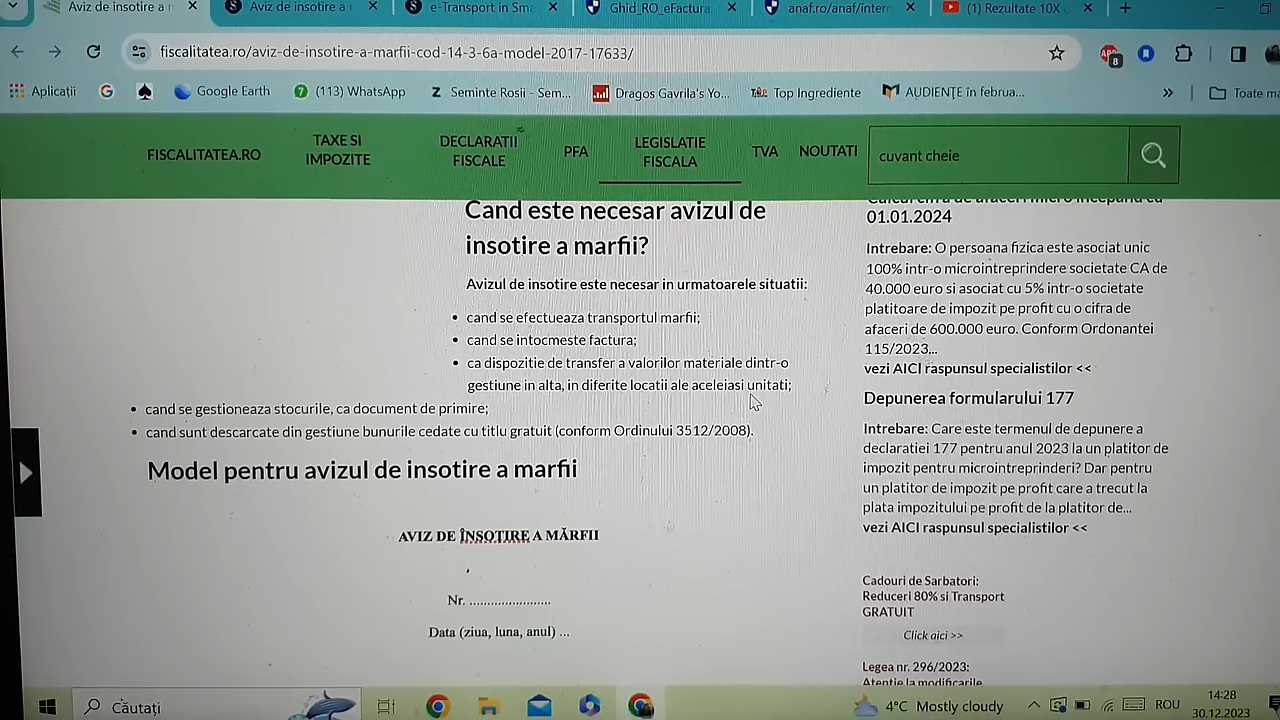 Aviz de insotire a
Aviz de insotire a
e-Transport in Sma
Ghid_RO_eFactura
anaf.ro/anaf/inter
(1) Rezultate 10X
fiscalitatea.ro/aviz-de-insotire-a-marfii-cod-14-3-6a-model-2017-17633/
8
Aplicații
Google Earth
(113) WhatsApp
Seminte Rosii - Sem...
Dragos Gavrila's Yo...
Top Ingrediente
AUDIENȚE în februa...
»
Toate ma
FISCALITATEA.RO
TAXE SI
IMPOZITE
DECLARATII
FISCALE
PFA
LEGISLATIE
FISCALA
TVA
NOUTATI
cuvant cheie
Cand este necesar avizul de
insotire a marfii?
Avizul de insotire este necesar in urmatoarele situatii:
• cand se efectueaza transportul marfii;
• cand se intocmeste factura;
• ca dispozitie de transfer a valorilor materiale dintr-o
gestiune in alta, in diferite locatii ale aceleiasi unitati;
• cand se gestioneaza stocurile, ca document de primire;
• cand sunt descarcate din gestiune bunurile cedate cu titlu gratuit (conform Ordinului 3512/2008).
Model pentru avizul de insotire a marfii
AVIZ DE ÎNSOȚIRE A MĂRFII
Nr. ........................
Data (ziua, luna, anul) ...
01.01.2024
Intrebare: O persoana fizica este asociat unic
100% intr-o microintreprindere societate CA de
40.000 euro si asociat cu 5% intr-o societate
platitoare de impozit pe profit cu o cifra de
afaceri de 600.000 euro. Conform Ordonantei
115/2023...
vezi AICI raspunsul specialistilor <<
Depunerea formularului 177
Intrebare: Care este termenul de depunere a
declaratiei 177 pentru anul 2023 la un platitor de
impozit pentru microintreprinderi? Dar pentru
un platitor de impozit pe profit care a trecut la
plata impozitului pe profit de la platitor de...
vezi AICI raspunsul specialistilor <<
Cadouri de Sarbatori:
Reduceri 80% si Transport
GRATUIT
Click aici >>
Legea nr. 296/2023:
Atentie la modificarile
Căutați
4°C Mostly cloudy
ROU
14:28
30.12.2023